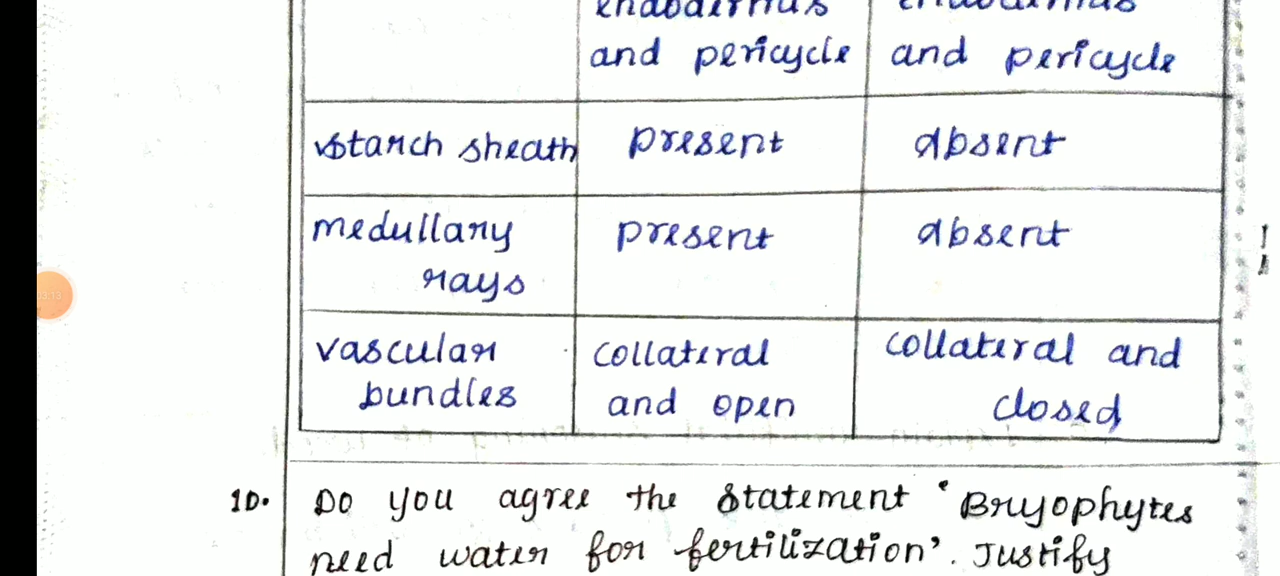 and pericycle and pericycle
starch sheath present absent
medullary present absent
rays
vascular collateral collateral and
bundles and open closed
10. Do you agree the statement 'Bryophytes
need water for fertilization'. Justify